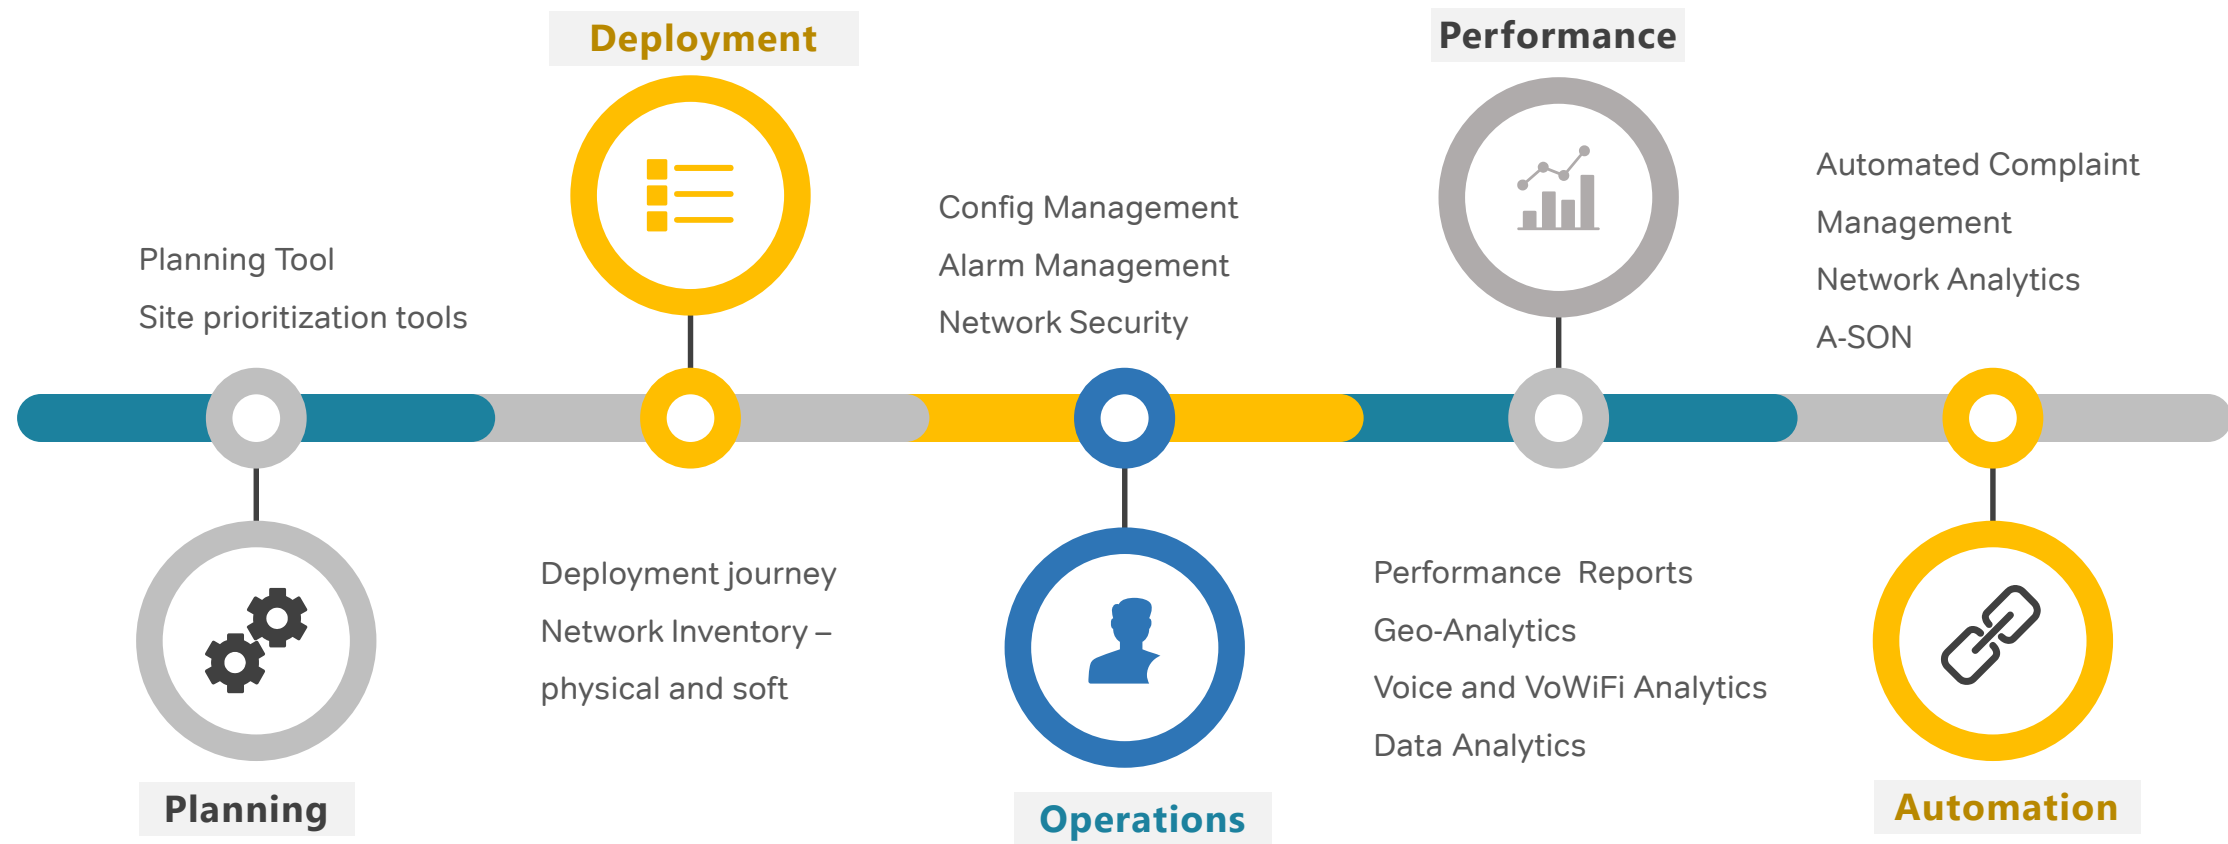 Planning Tool
Site prioritization tools
Planning
Deployment
Deployment journey
Network Inventory –
physical and soft
Config Management
Alarm Management
Network Security
Operations
Performance
Performance  Reports
Geo-Analytics
Voice and VoWiFi Analytics
Data Analytics
Automated Complaint
Management
Network Analytics
A-SON
Automation